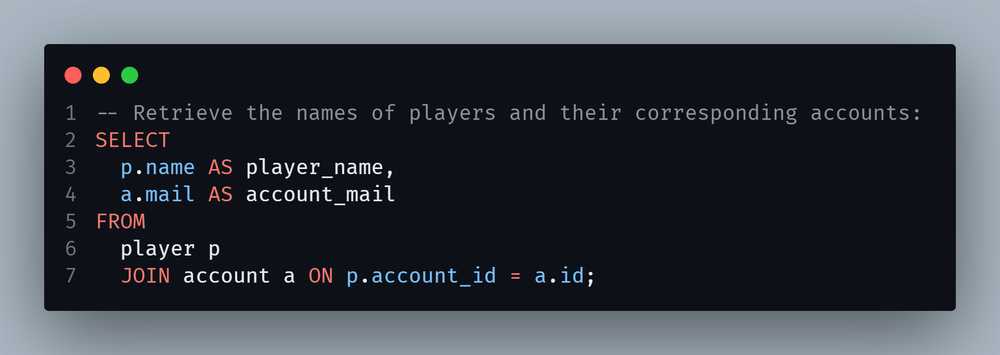 1 -- Retrieve the names of players and their corresponding accounts:
2 SELECT
3   p.name AS player_name,
4   a.mail AS account_mail
5 FROM
6   player p
7   JOIN account a ON p.account_id = a.id;